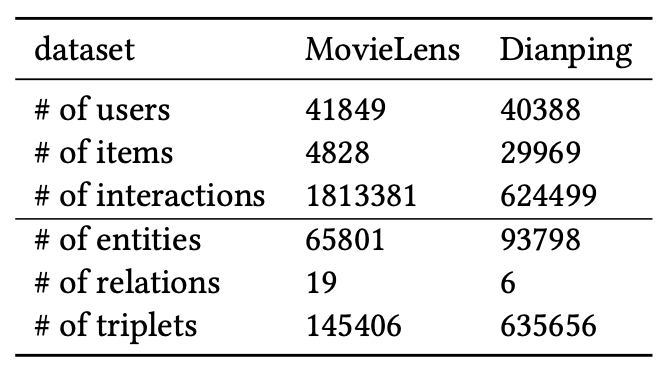 dataset MovieLens Dianping
# of users 41849 40388
# of items 4828 29969
# of interactions 1813381 624499
# of entities 65801 93798
# of relations 19 6
# of triplets 145406 635656